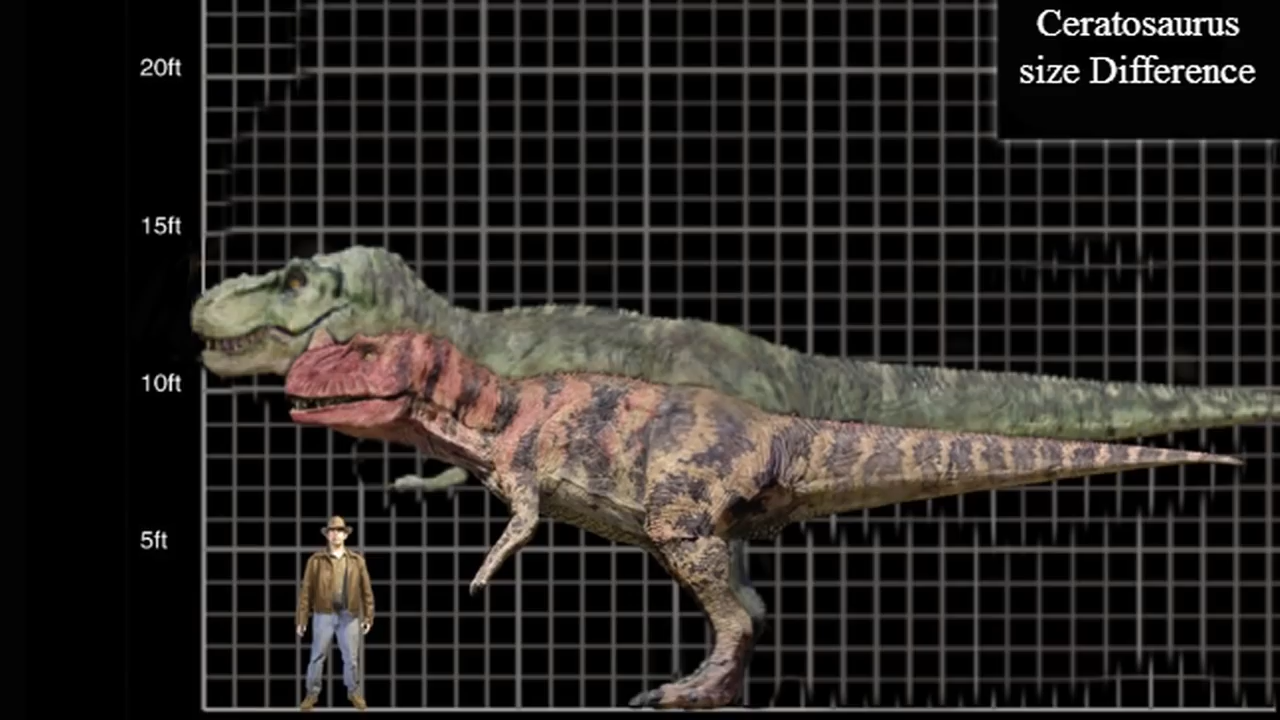 Ceratosaurus
size Difference
20ft
15ft
10ft
5ft